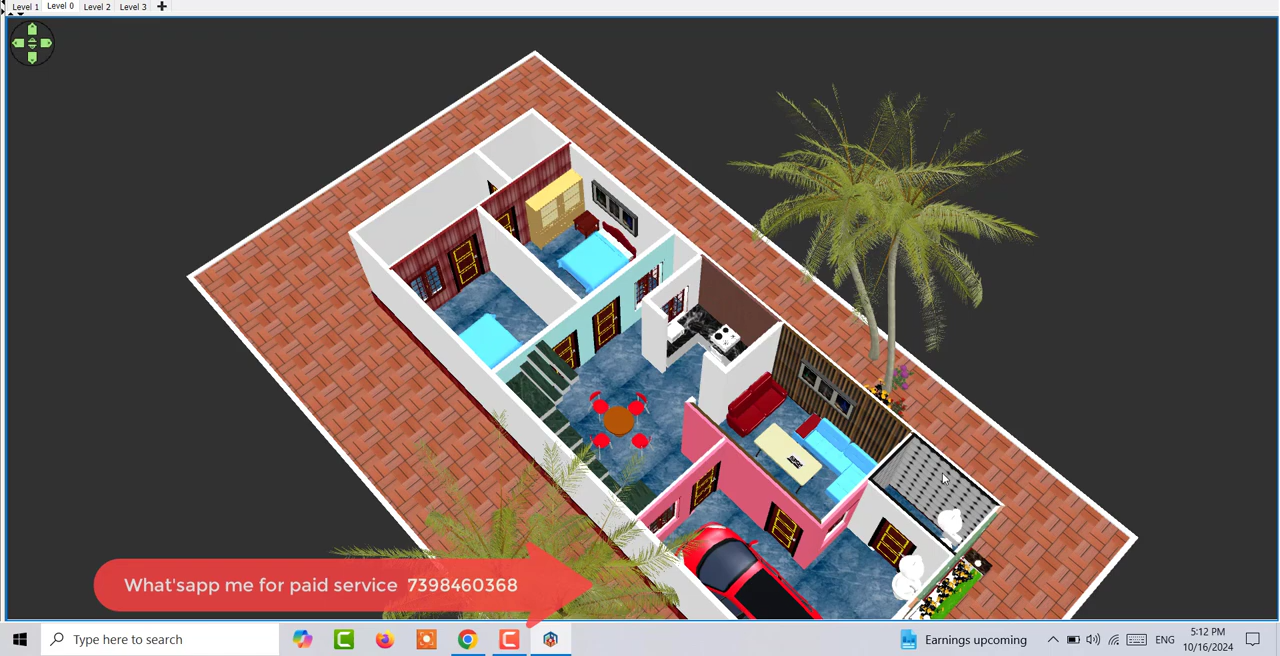 Level 1 Level 0 Level 2 Level 3
What'sapp me for paid service 7398460368
Type here to search
Earnings upcoming
ENG
5:12 PM
10/16/2024